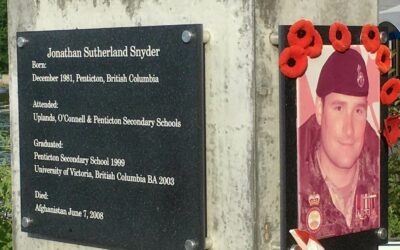 Jonathan Sutherland Snyder
Born:
December 1981, Penticton, British Columbia
Attended:
Uplands, O'Connell & Penticton Secondary Schools
Graduated:
Penticton Secondary School 1999
University of Victoria, British Columbia BA 2003
Died:
Afghanistan June 7, 2008